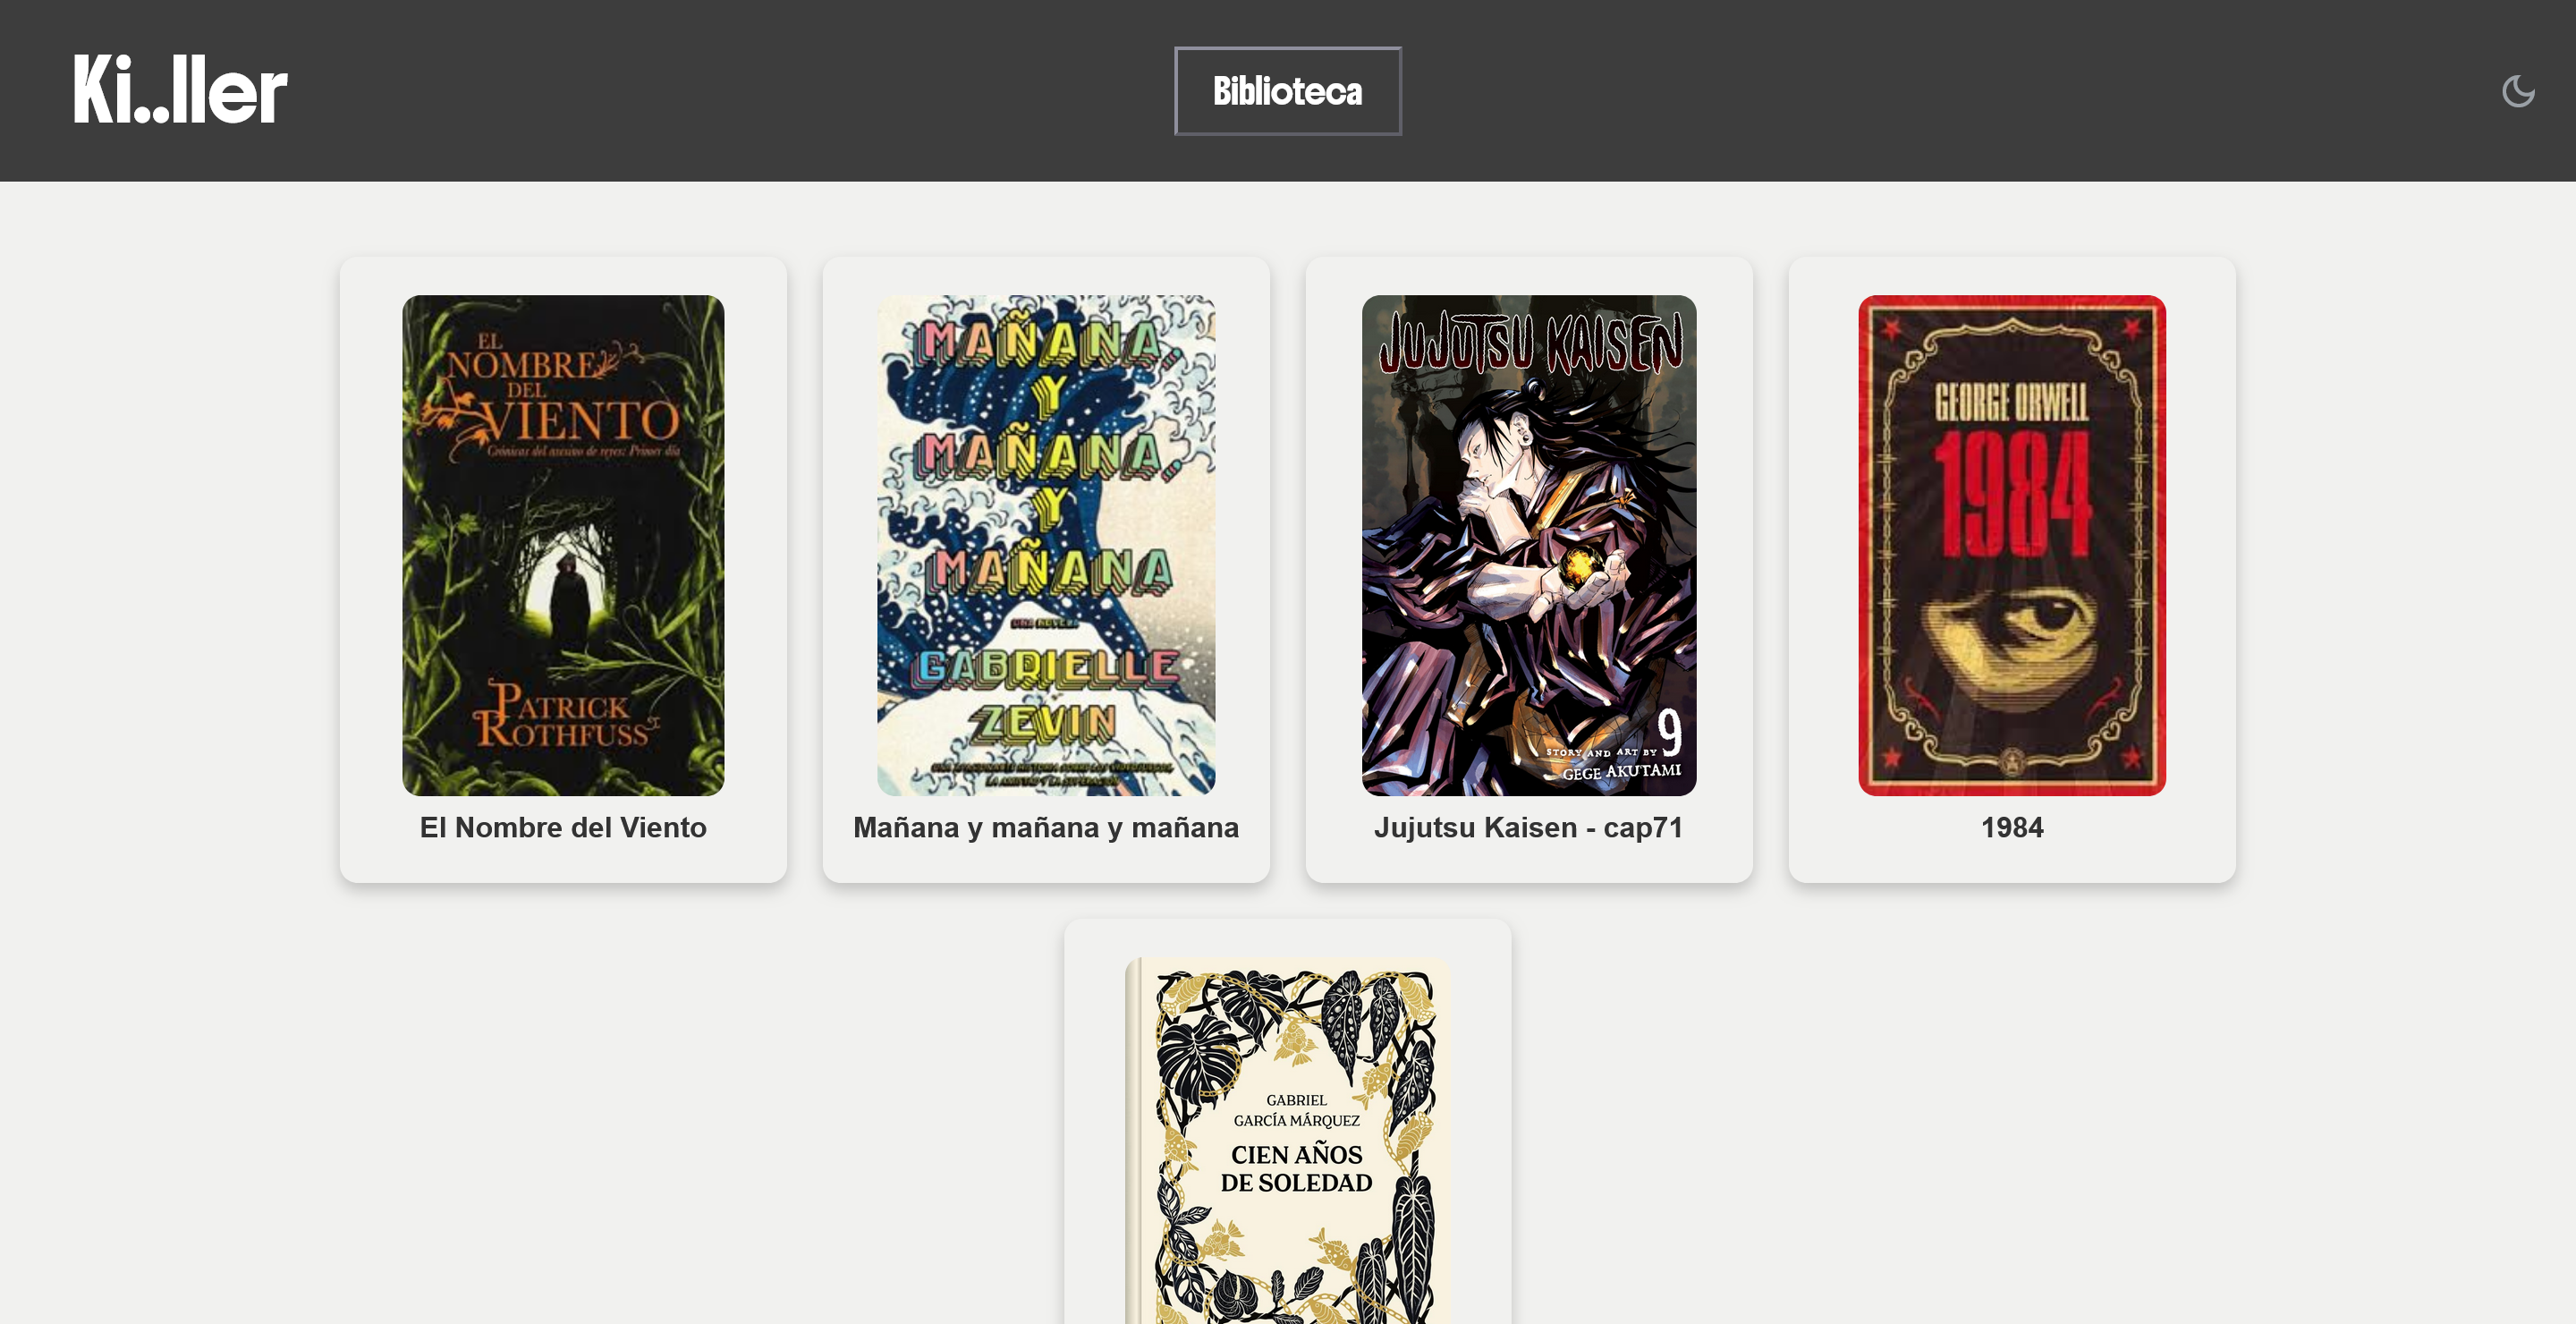 Ki..ller
Biblioteca
EL
NOMBRE
DEL
VIENTO
Crónicas del asesino de reyes: Primer día
PATRICK
ROTHFUSS
El Nombre del Viento
MAÑANA,
Y
MAÑANA,
Y
MAÑANA
UNA NOVELA
GABRIELLE
ZEVIN
Mañana y mañana y mañana
JUJUTSU KAISEN
9
STORY AND ART BY
GEGE AKUTAMI
Jujutsu Kaisen - cap71
GEORGE ORWELL
1984
1984
GABRIEL
GARCÍA MÁRQUEZ
CIEN AÑOS
DE SOLEDAD